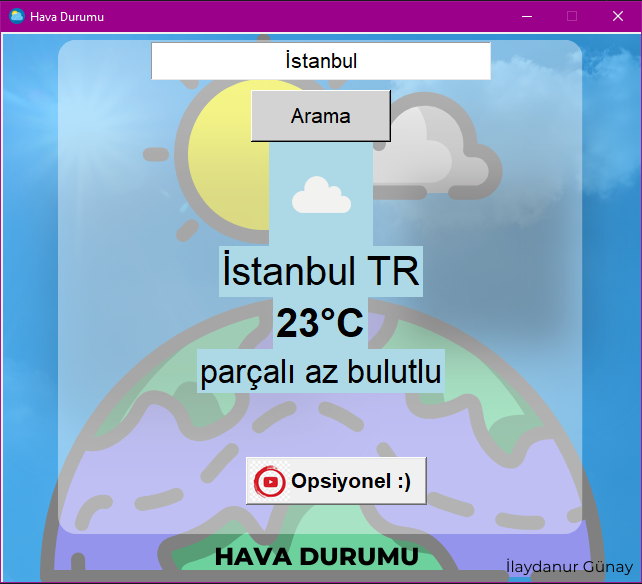 Hava Durumu
İstanbul
Arama
İstanbul TR
23°C
parçalı az bulutlu
Opsiyonel :)
HAVA DURUMU
İlaydanur Günay